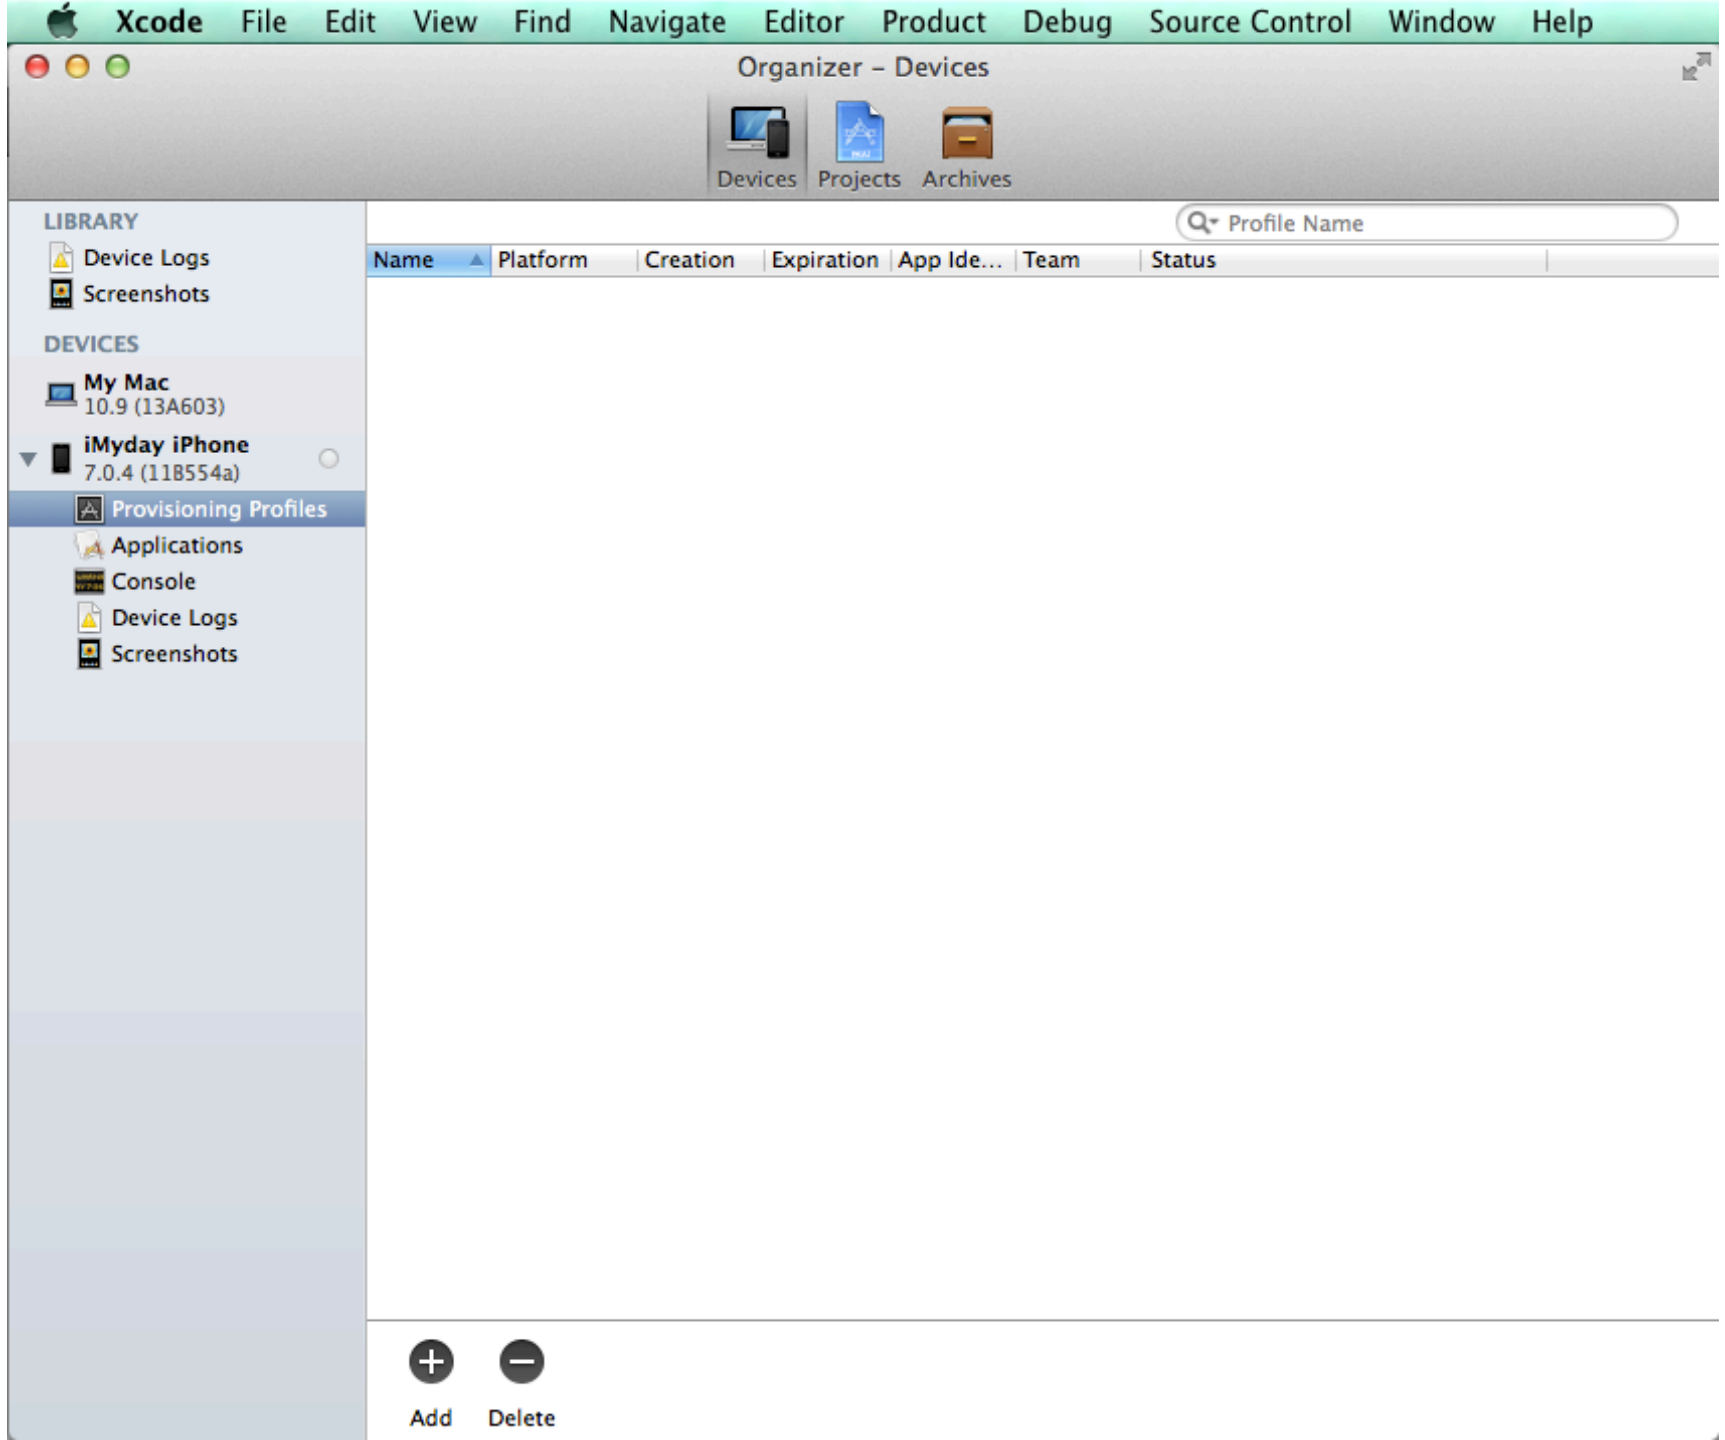 Xcode File Edit View Find Navigate Editor Product Debug Source Control Window Help
Organizer – Devices
Devices Projects Archives
LIBRARY
Profile Name
Device Logs
Name Platform Creation Expiration App Ide... Team Status
Screenshots
DEVICES
My Mac
10.9 (13A603)
iMyday iPhone
7.0.4 (11B554a)
Provisioning Profiles
Applications
Console
Device Logs
Screenshots
Add Delete